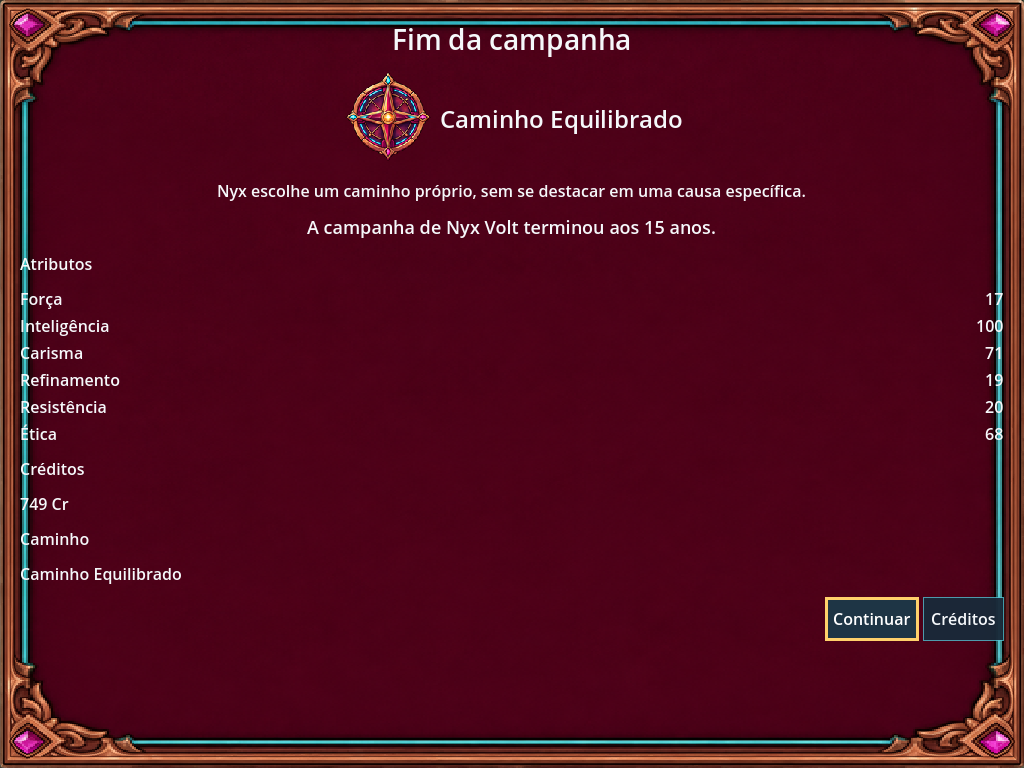 Fim da campanha
Caminho Equilibrado
Nyx escolhe um caminho próprio, sem se destacar em uma causa específica.
A campanha de Nyx Volt terminou aos 15 anos.
Atributos
Força 17
Inteligência 100
Carisma 71
Refinamento 19
Resistência 20
Ética 68
Créditos
749 Cr
Caminho
Caminho Equilibrado
Continuar Créditos